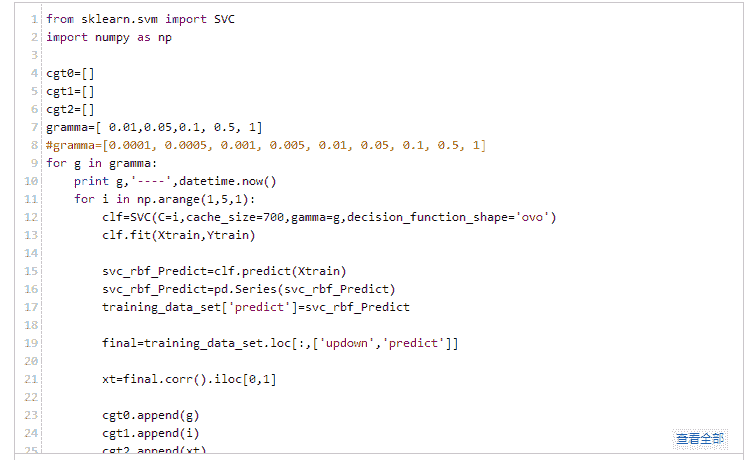 1 from sklearn.svm import SVC
2 import numpy as np
3
4 cgt0=[]
5 cgt1=[]
6 cgt2=[]
7 gramma=[ 0.01,0.05,0.1, 0.5, 1]
8 #gramma=[0.0001, 0.0005, 0.001, 0.005, 0.01, 0.05, 0.1, 0.5, 1]
9 for g in gramma:
10     print g,'----',datetime.now()
11     for i in np.arange(1,5,1):
12         clf=SVC(C=i,cache_size=700,gamma=g,decision_function_shape='ovo')
13         clf.fit(Xtrain,Ytrain)
14
15         svc_rbf_Predict=clf.predict(Xtrain)
16         svc_rbf_Predict=pd.Series(svc_rbf_Predict)
17         training_data_set['predict']=svc_rbf_Predict
18
19         final=training_data_set.loc[:,['updown','predict']]
20
21         xt=final.corr().iloc[0,1]
22
23         cgt0.append(g)
24         cgt1.append(i)
25         cgt2.append(xt)
查看全部